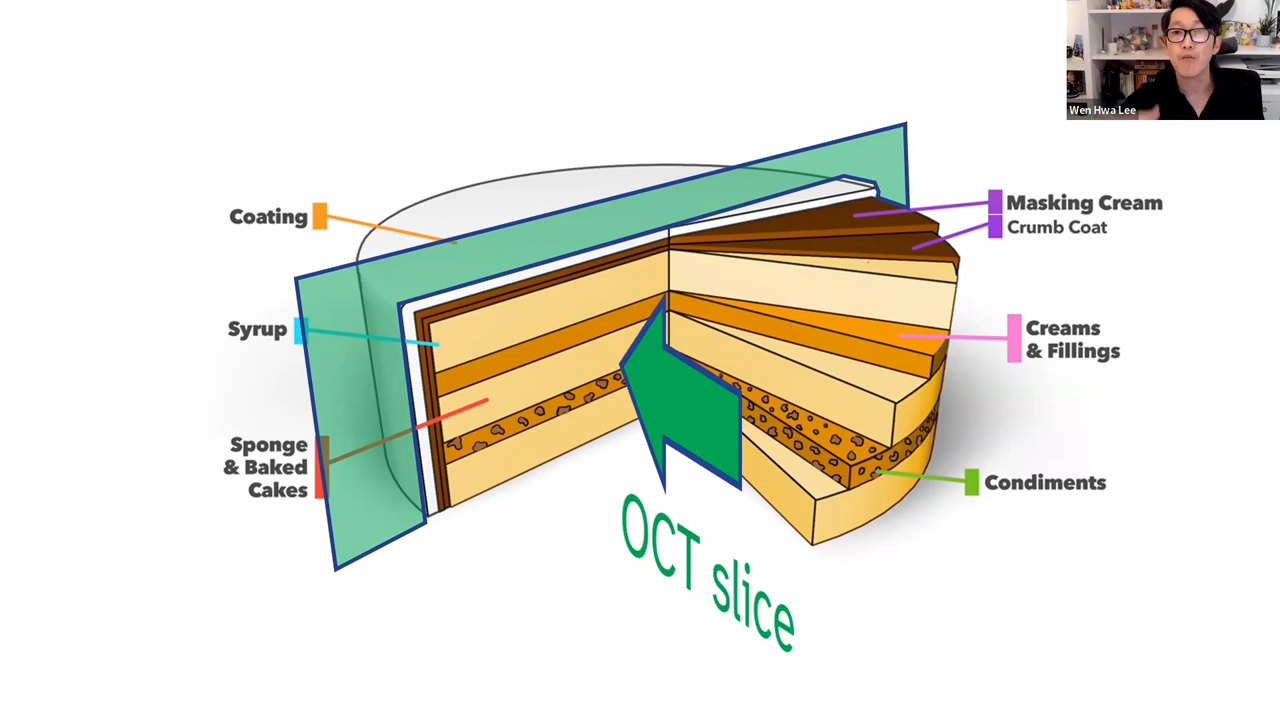 Wen Hwa Lee
Coating
Masking Cream
Crumb Coat
Syrup
Creams
& Fillings
Sponge
& Baked
Cakes
Condiments
OCT slice